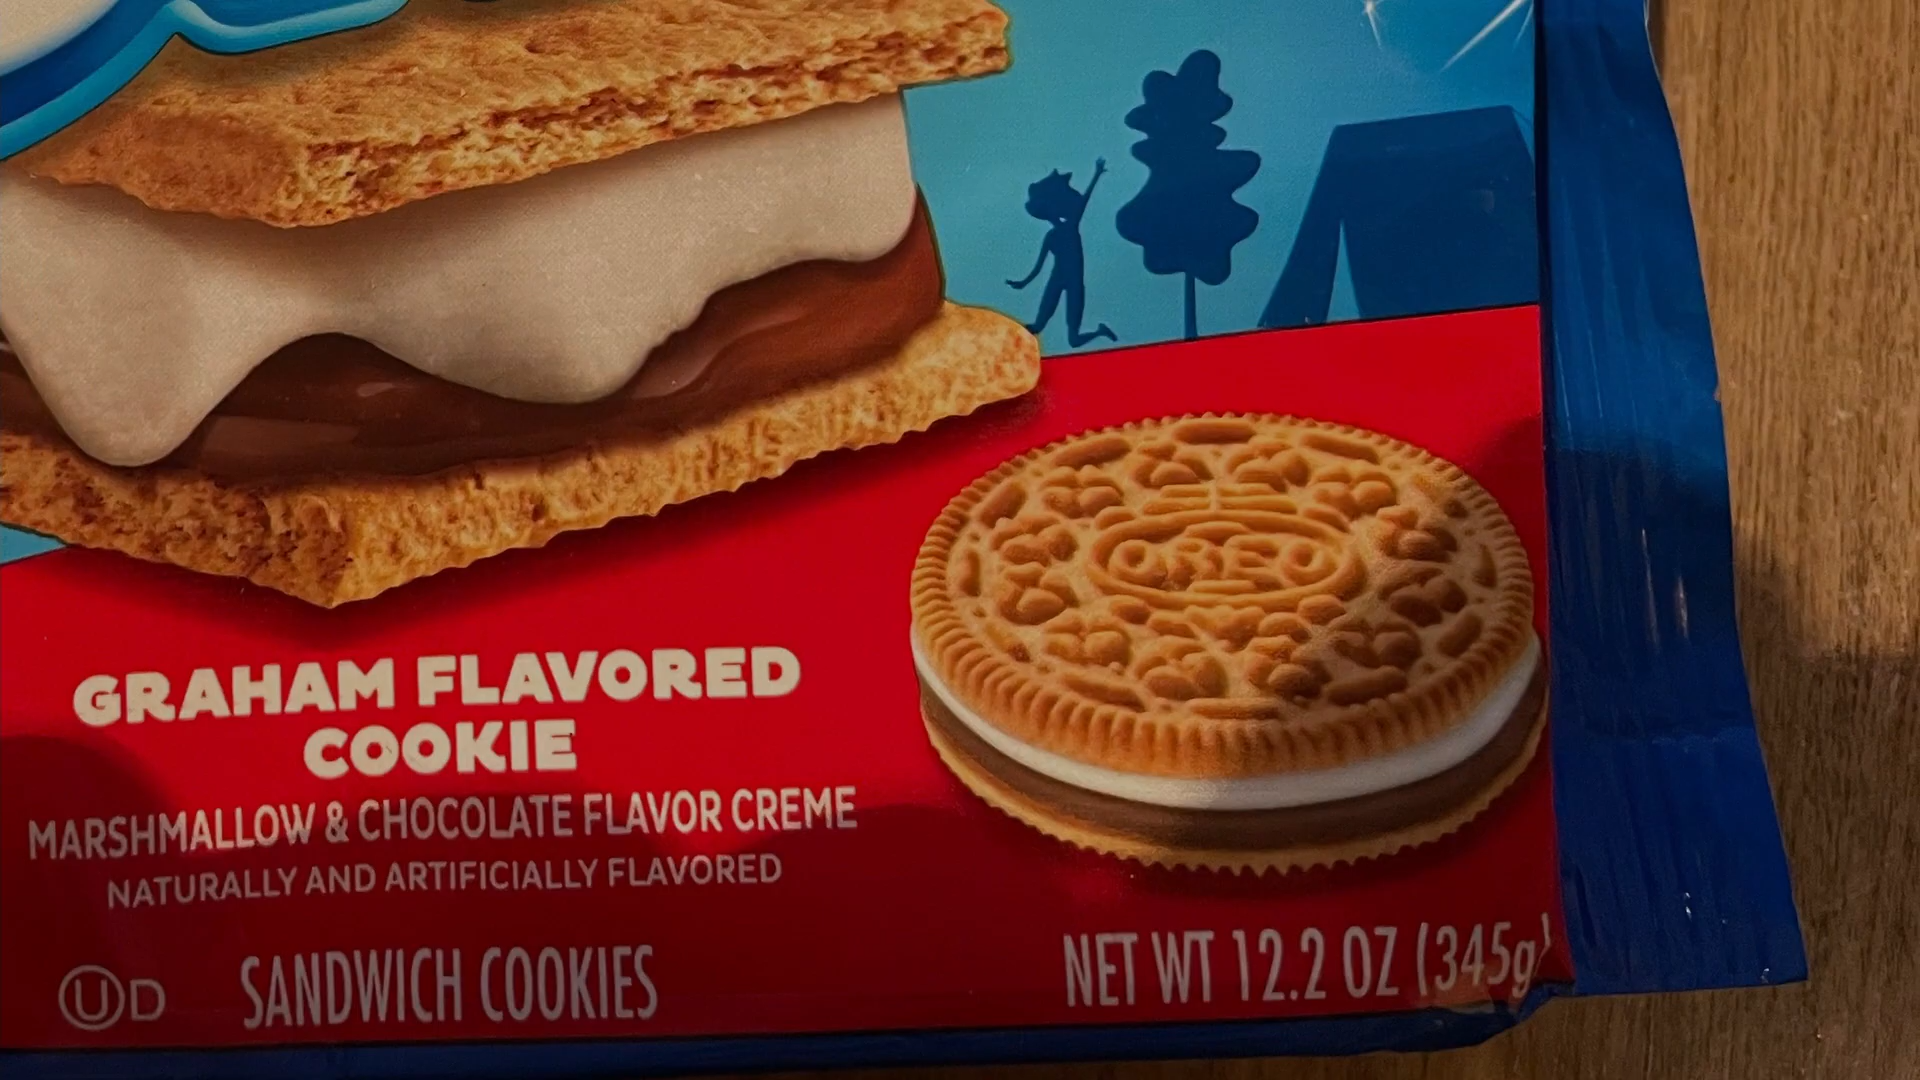 OREO
GRAHAM FLAVORED
COOKIE
MARSHMALLOW & CHOCOLATE FLAVOR CREME
NATURALLY AND ARTIFICIALLY FLAVORED
U D SANDWICH COOKIES
NET WT 12.2 OZ (345g)